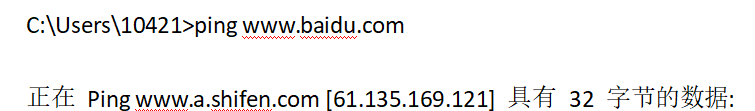 C:\Users\10421>ping www.baidu.com
正在 Ping www.a.shifen.com [61.135.169.121] 具有 32 字节的数据: